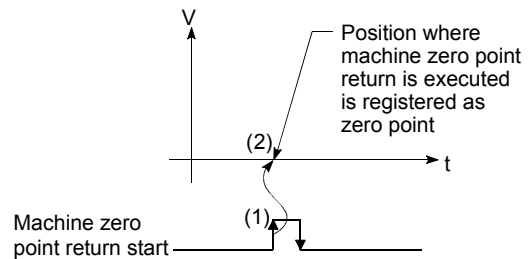 V
Position where
machine zero point
return is executed
is registered as
zero point
(2)
t
(1)
Machine zero
point return start